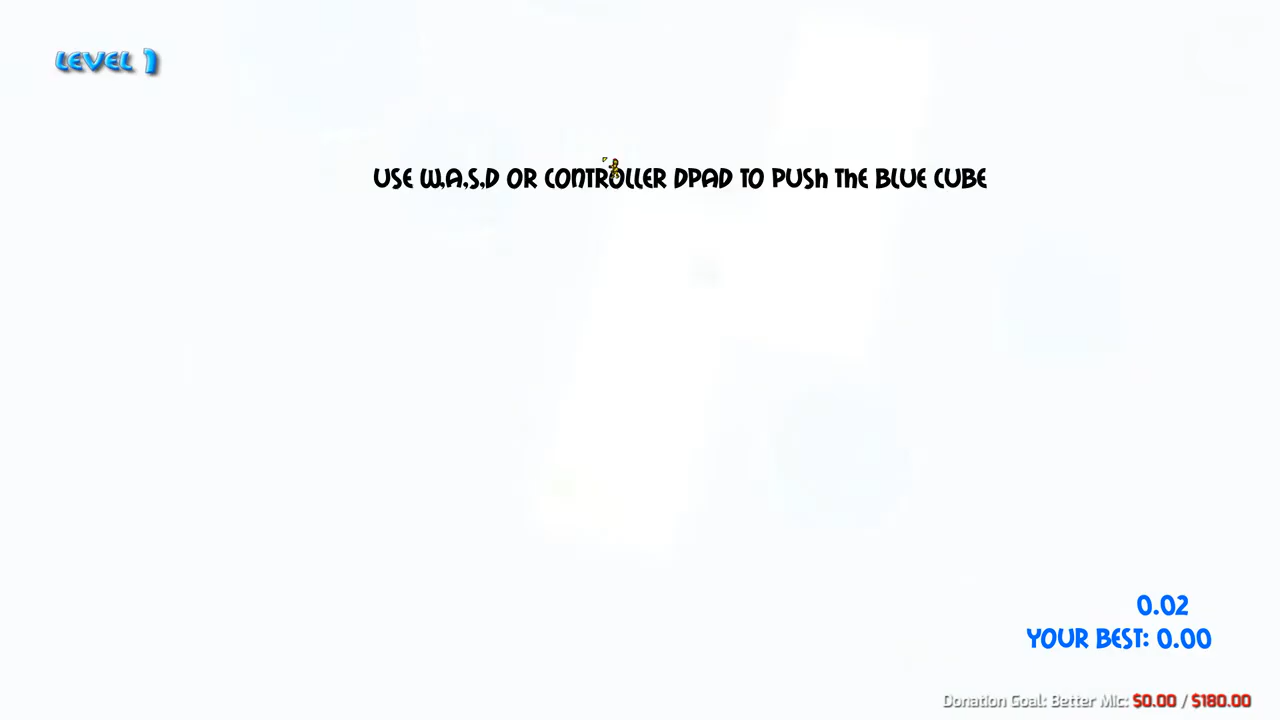 LEVEL 1
USE W,A,S,D OR CONTROLLER DPAD TO PUSH THE BLUE CUBE
0.02
YOUR BEST: 0.00
Donation Goal: Better Mic: $0.00 / $180.00